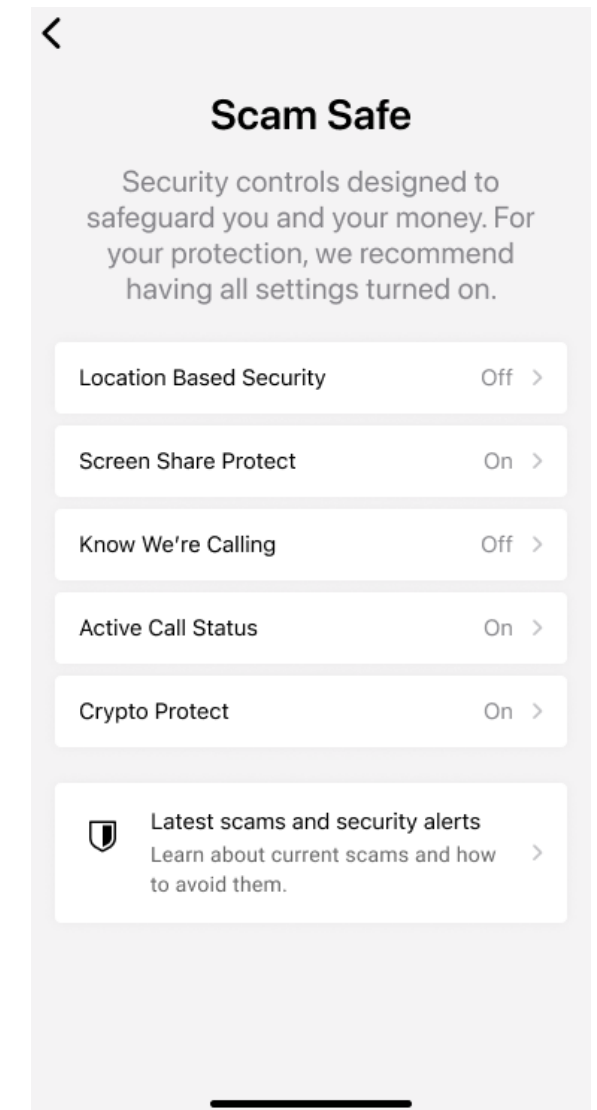 Scam Safe
Security controls designed to
safeguard you and your money. For
your protection, we recommend
having all settings turned on.
Location Based Security Off
Screen Share Protect On
Know We're Calling Off
Active Call Status On
Crypto Protect On
Latest scams and security alerts
Learn about current scams and how
to avoid them.